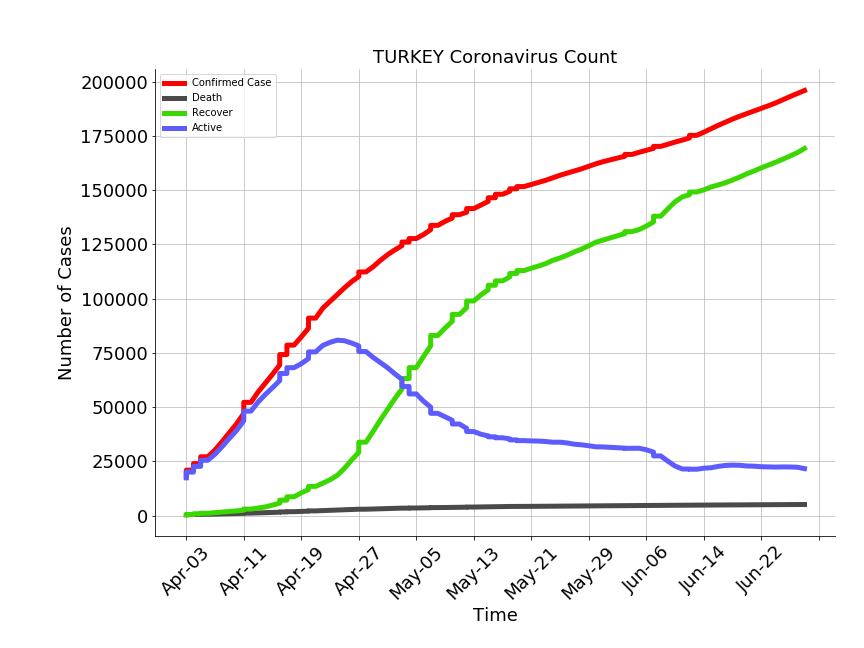 TURKEY Coronavirus Count
Confirmed Case
Death
Recover
Active
Number of Cases
200000
175000
150000
125000
100000
75000
50000
25000
0
Apr-03
Apr-11
Apr-19
Apr-27
May-05
May-13
May-21
May-29
Jun-06
Jun-14
Jun-22
Time